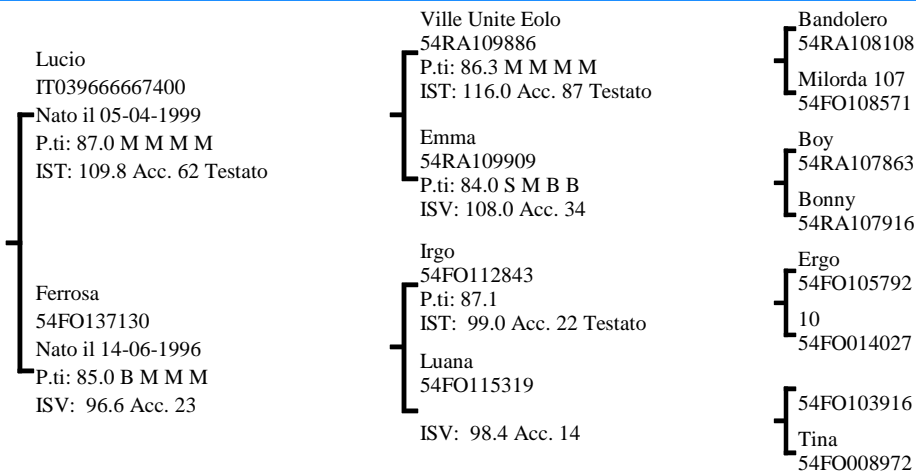 Lucio
IT039666667400
Nato il 05-04-1999
P.ti: 87.0 M M M M
IST: 109.8 Acc. 62 Testato
Ferrosa
54FO137130
Nato il 14-06-1996
P.ti: 85.0 B M M M
ISV: 96.6 Acc. 23
Ville Unite Eolo
54RA109886
P.ti: 86.3 M M M M
IST: 116.0 Acc. 87 Testato
Emma
54RA109909
P.ti: 84.0 S M B B
ISV: 108.0 Acc. 34
Irgo
54FO112843
P.ti: 87.1
IST: 99.0 Acc. 22 Testato
Luana
54FO115319
ISV: 98.4 Acc. 14
Bandolero
54RA108108
Milorda 107
54FO108571
Boy
54RA107863
Bonny
54RA107916
Ergo
54FO105792
10
54FO014027
54FO103916
Tina
54FO008972